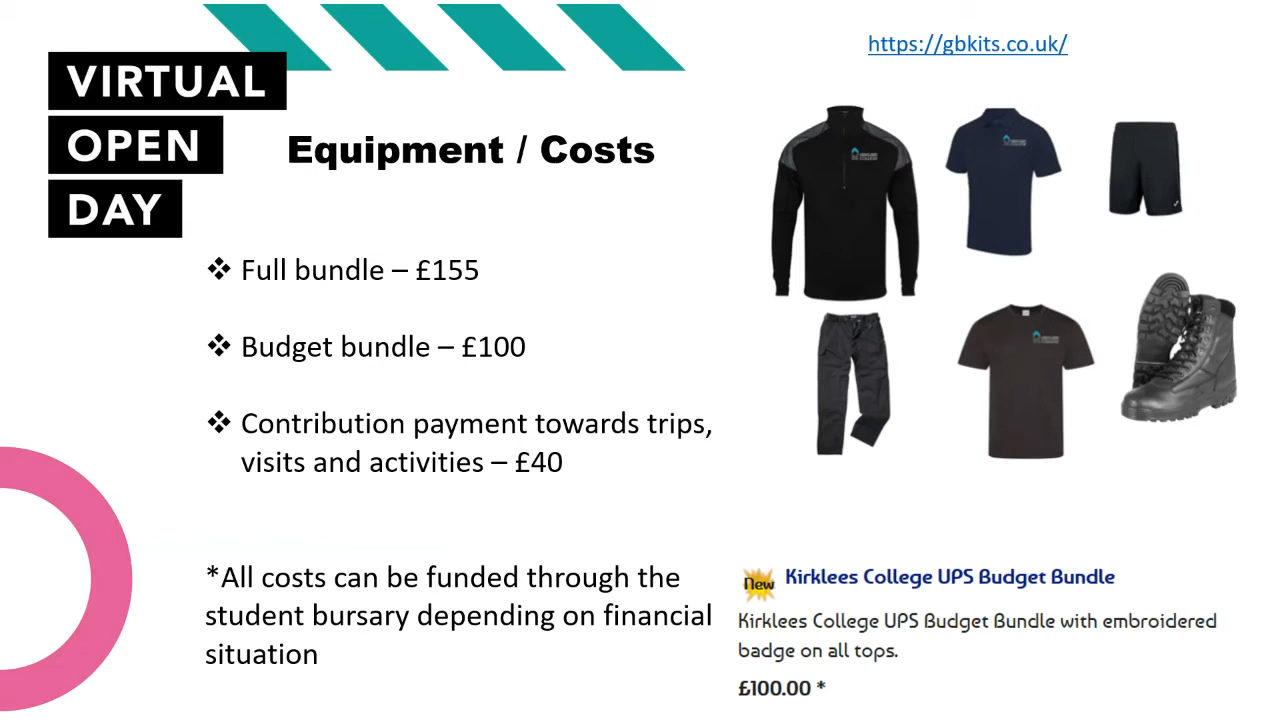 https://gbkits.co.uk/
VIRTUAL
OPEN
DAY
Equipment / Costs
❖ Full bundle – £155
❖ Budget bundle – £100
❖ Contribution payment towards trips,
visits and activities – £40
*All costs can be funded through the
student bursary depending on financial
situation
New
Kirklees College UPS Budget Bundle
Kirklees College UPS Budget Bundle with embroidered
badge on all tops.
£100.00 *